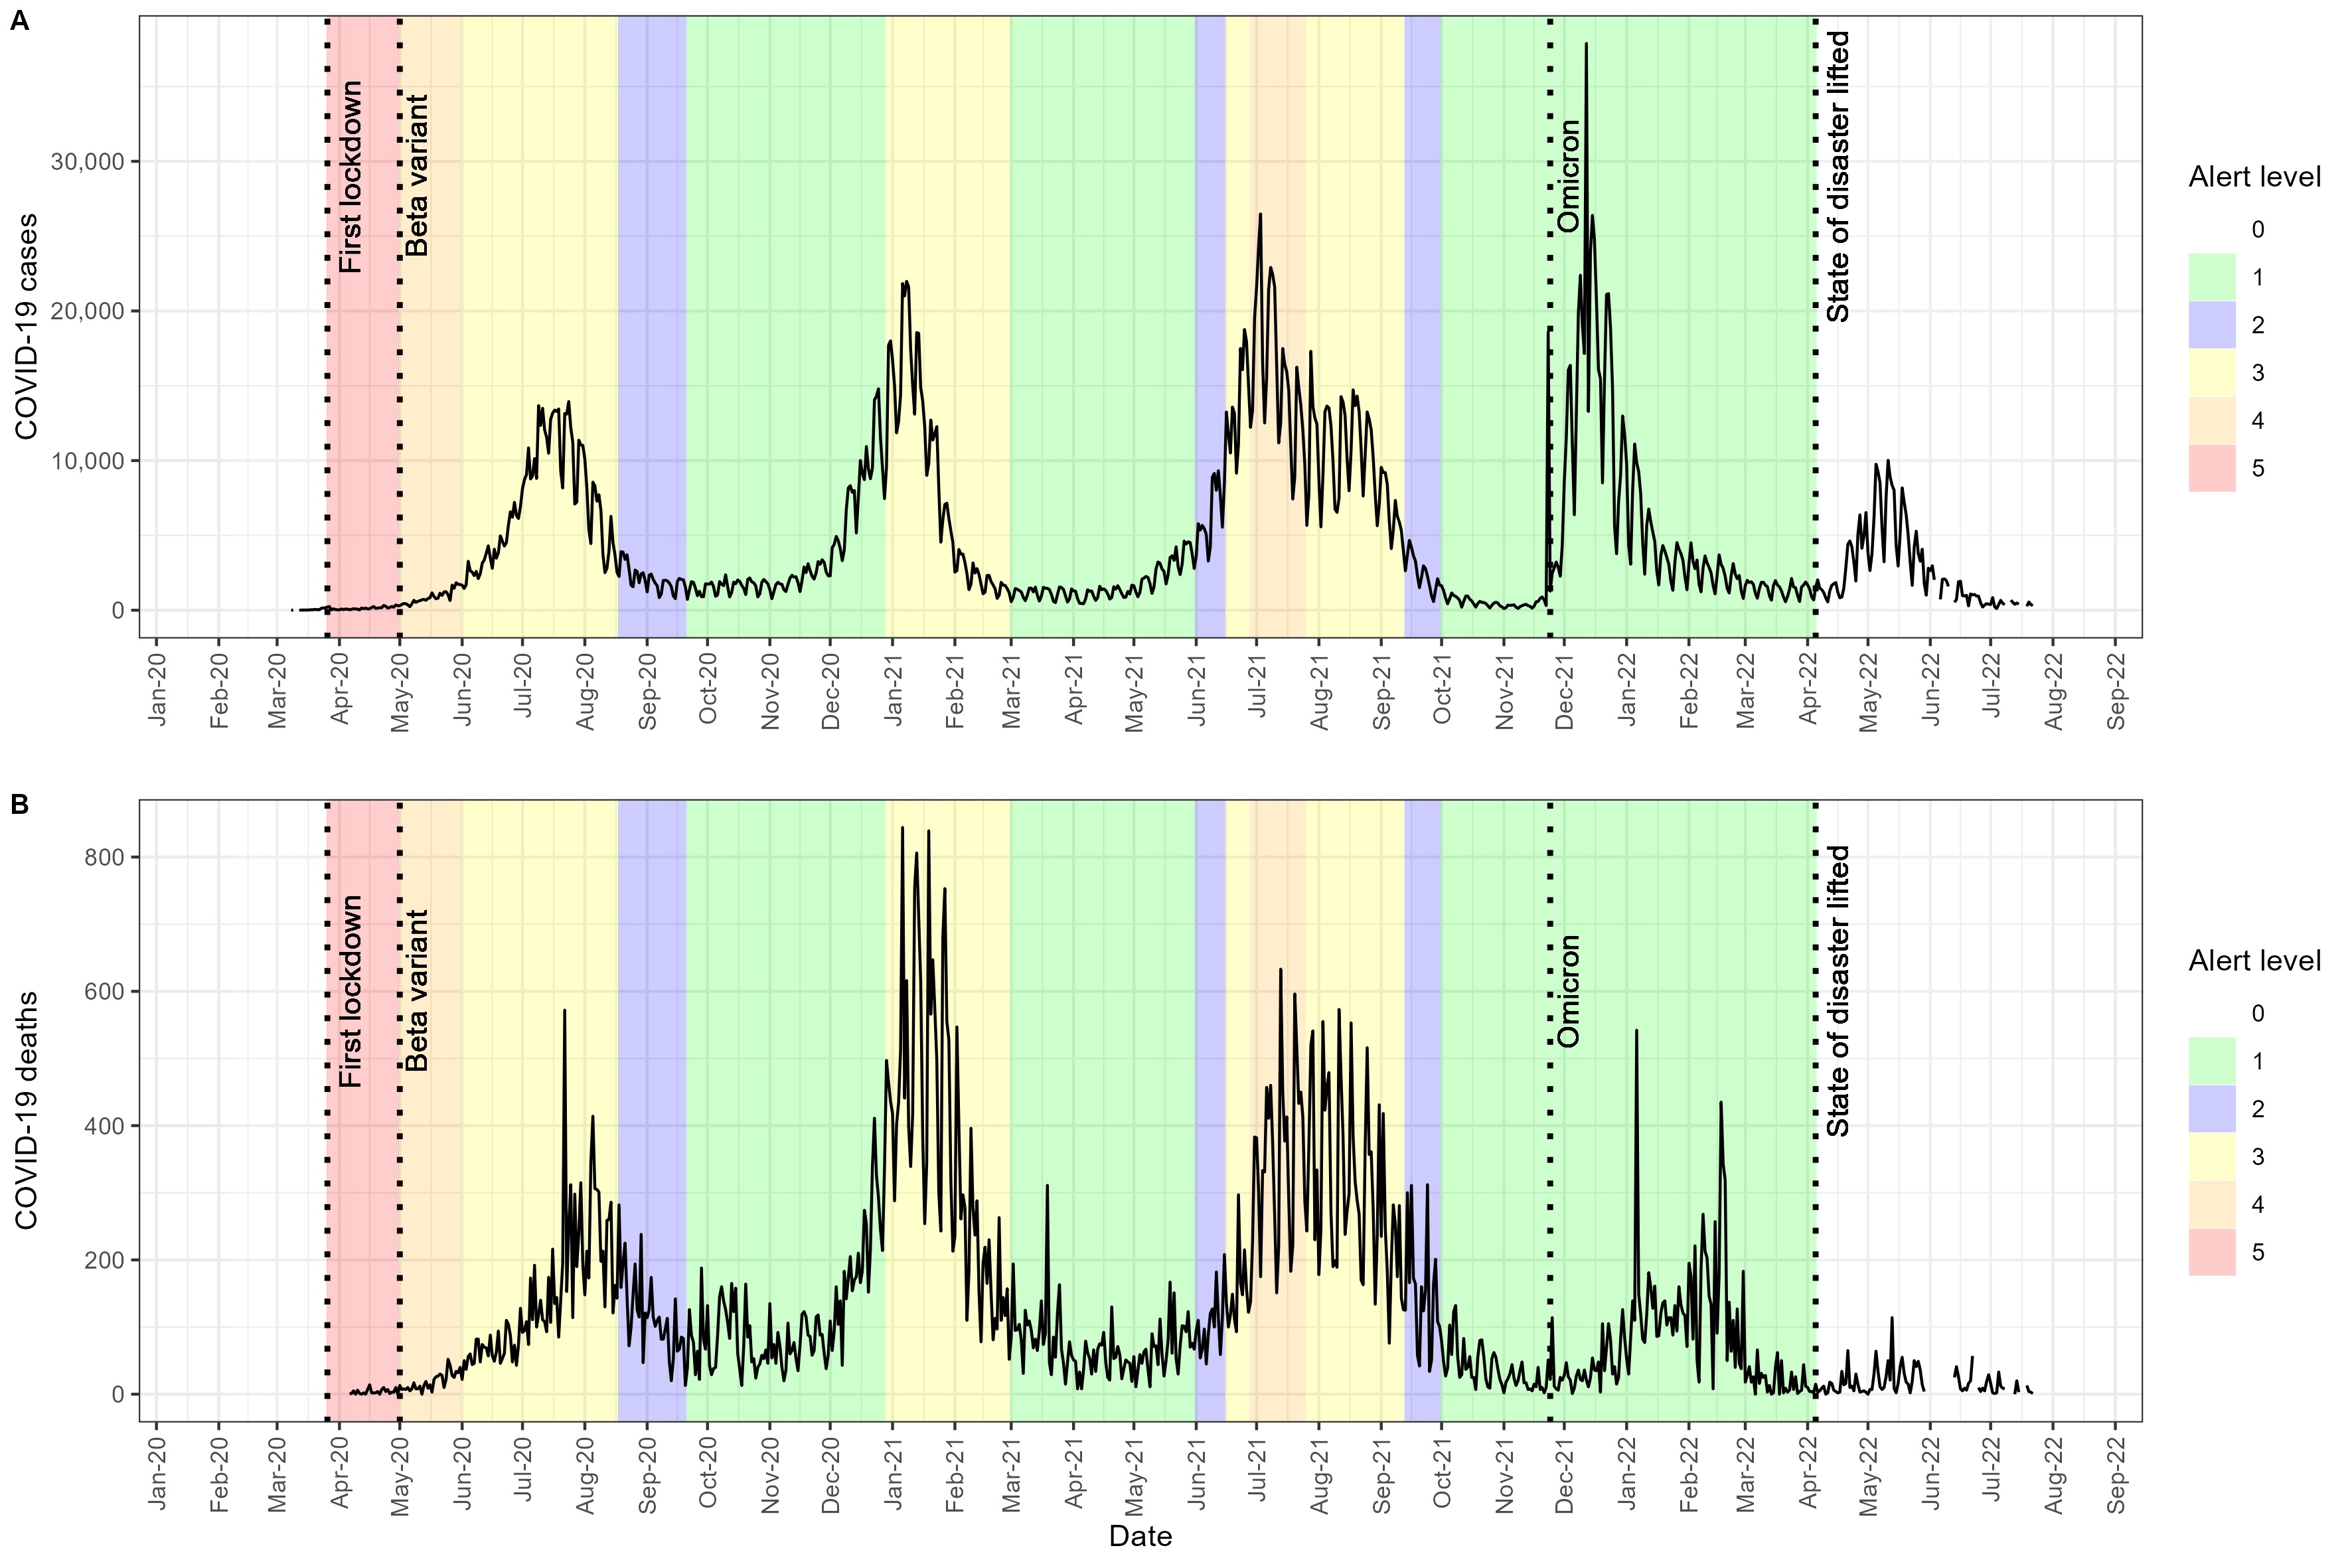 A
COVID-19 cases
30,000
20,000
10,000
0
First lockdown
Beta variant
Omicron
State of disaster lifted
Jan-20
Feb-20
Mar-20
Apr-20
May-20
Jun-20
Jul-20
Aug-20
Sep-20
Oct-20
Nov-20
Dec-20
Jan-21
Feb-21
Mar-21
Apr-21
May-21
Jun-21
Jul-21
Aug-21
Sep-21
Oct-21
Nov-21
Dec-21
Jan-22
Feb-22
Mar-22
Apr-22
May-22
Jun-22
Jul-22
Aug-22
Sep-22
Alert level
0
1
2
3
4
5
B
COVID-19 deaths
800
600
400
200
0
First lockdown
Beta variant
Omicron
State of disaster lifted
Jan-20
Feb-20
Mar-20
Apr-20
May-20
Jun-20
Jul-20
Aug-20
Sep-20
Oct-20
Nov-20
Dec-20
Jan-21
Feb-21
Mar-21
Apr-21
May-21
Jun-21
Jul-21
Aug-21
Sep-21
Oct-21
Nov-21
Dec-21
Jan-22
Feb-22
Mar-22
Apr-22
May-22
Jun-22
Jul-22
Aug-22
Sep-22
Date
Alert level
0
1
2
3
4
5